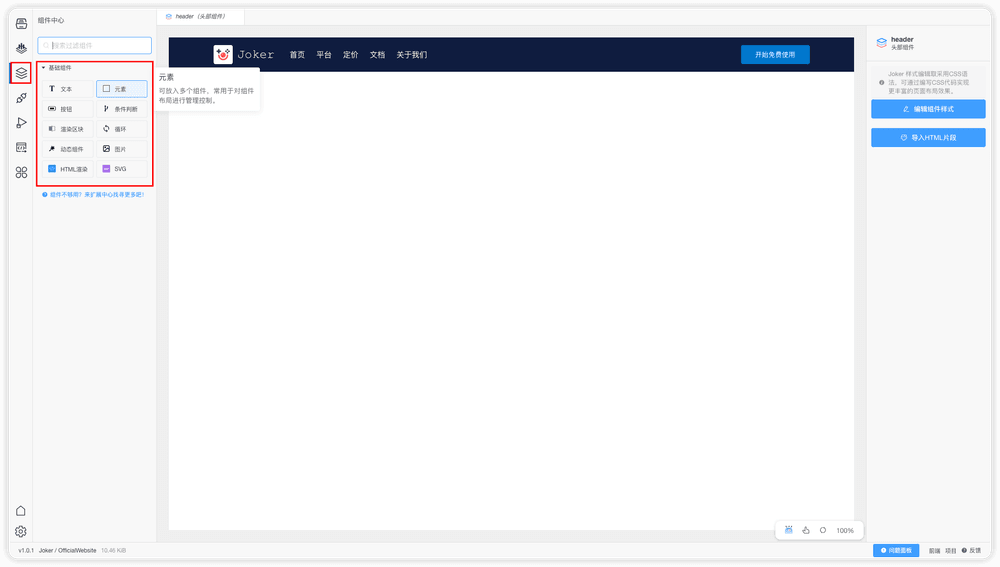 组件中心
header（头部组件）
搜索过滤组件
基础组件
文本
元素
按钮
条件判断
渲染区块
循环
动态组件
图片
HTML渲染
SVG
组件不够用？来扩展中心找寻更多吧！
元素
可放入多个组件，常用于对组件
布局进行管理控制。
Joker
首页
平台
定价
文档
关于我们
开始免费使用
header
头部组件
Joker 样式编辑取采用CSS语
法，可通过编写CSS代码实现
更丰富的页面布局效果。
编辑组件样式
导入HTML片段
100%
v1.0.1
Joker / OfficialWebsite
10.46 KiB
问题面板
前端
项目
反馈